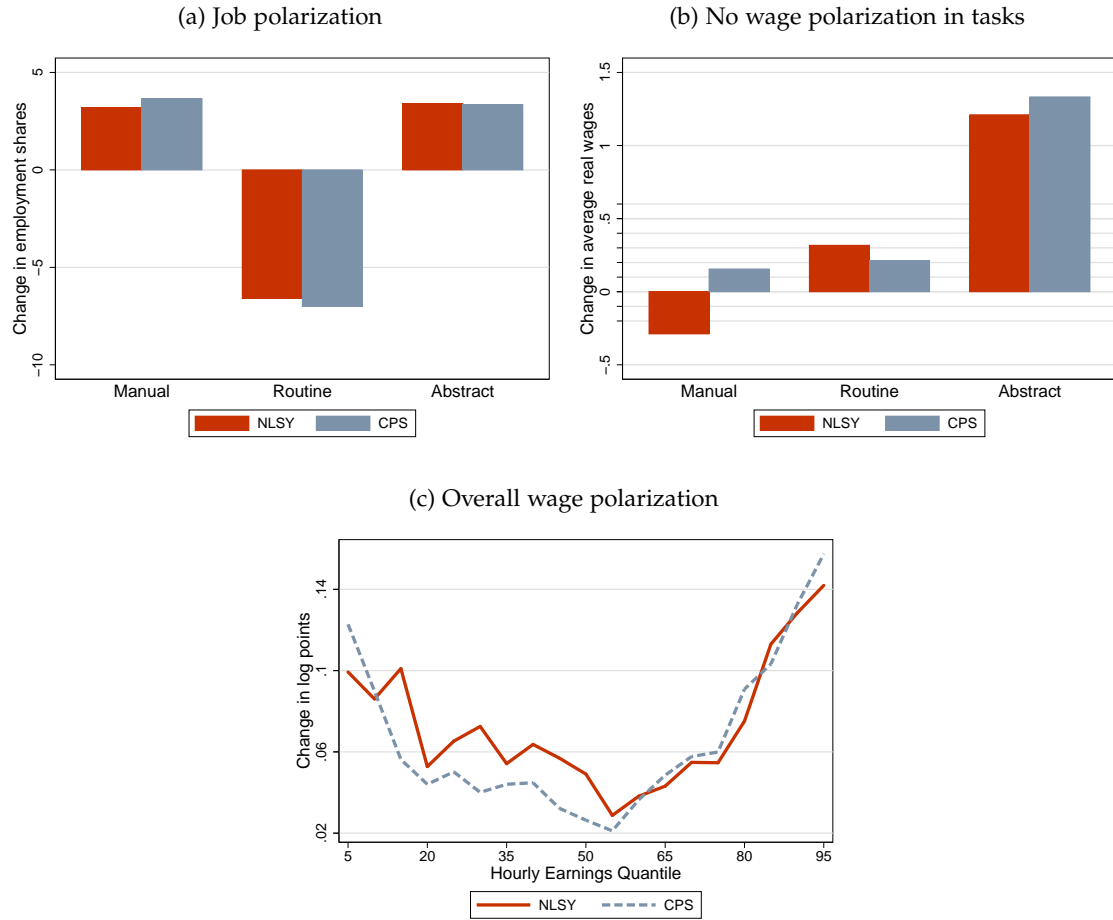 (a) Job polarization
Change in employment shares
5
0
−5
−10
Manual Routine Abstract
NLSY CPS
(b) No wage polarization in tasks
Change in average real wages
1.5
1
.5
0
−.5
Manual Routine Abstract
NLSY CPS
(c) Overall wage polarization
Change in log points
.14
.1
.06
.02
5 20 35 50 65 80 95
Hourly Earnings Quantile
NLSY CPS